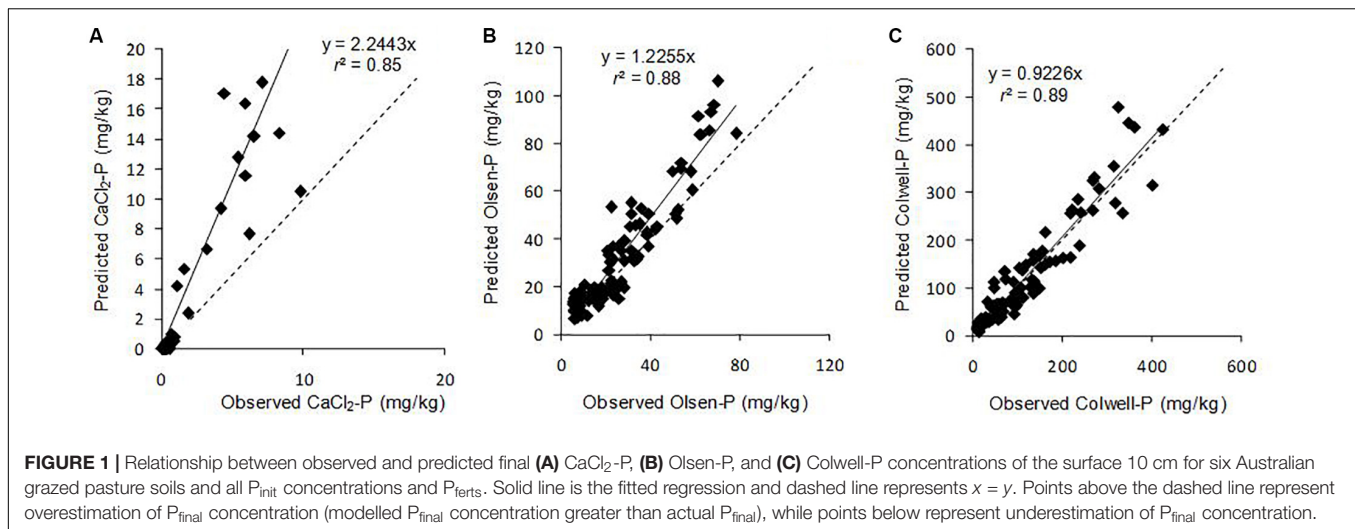 A
y = 2.2443x
r² = 0.85
Predicted CaCl₂-P (mg/kg)
20
18
16
14
12
10
8
6
4
2
0
0
10
20
Observed CaCl₂-P (mg/kg)
B
y = 1.2255x
r² = 0.88
Predicted Olsen-P (mg/kg)
120
100
80
60
40
20
0
0
40
80
120
Observed Olsen-P (mg/kg)
C
y = 0.9226x
r² = 0.89
Predicted Colwell-P (mg/kg)
600
500
400
300
200
100
0
0
200
400
600
Observed Colwell-P (mg/kg)
FIGURE 1 | Relationship between observed and predicted final (A) CaCl₂-P, (B) Olsen-P, and (C) Colwell-P concentrations of the surface 10 cm for six Australian
grazed pasture soils and all Pinit concentrations and Pferts. Solid line is the fitted regression and dashed line represents x = y. Points above the dashed line represent
overestimation of Pfinal concentration (modelled Pfinal concentration greater than actual Pfinal), while points below represent underestimation of Pfinal concentration.